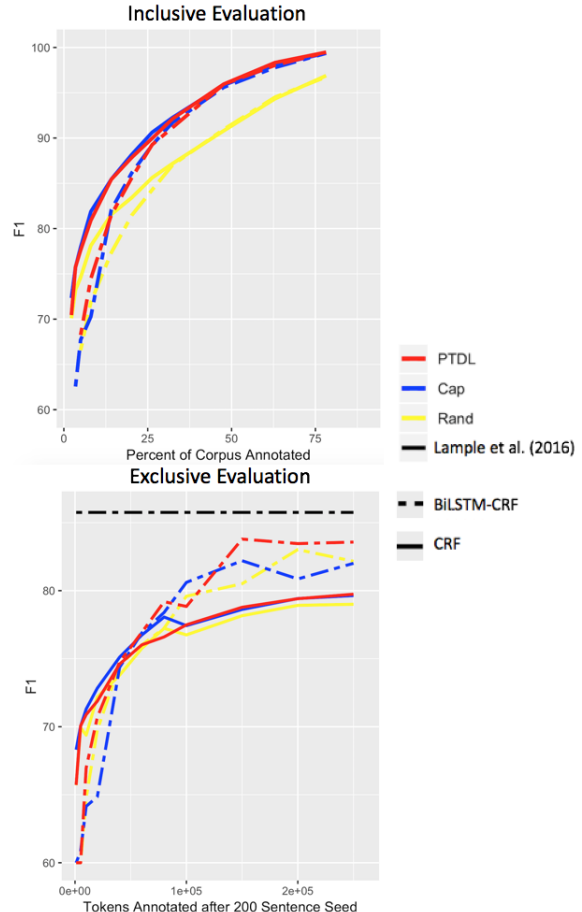 Inclusive Evaluation
100
90
80
70
60
F1
0
25
50
75
Percent of Corpus Annotated
PTDL
Cap
Rand
Lample et al. (2016)
BiLSTM-CRF
CRF
Exclusive Evaluation
80
70
60
F1
0e+00
1e+05
2e+05
Tokens Annotated after 200 Sentence Seed